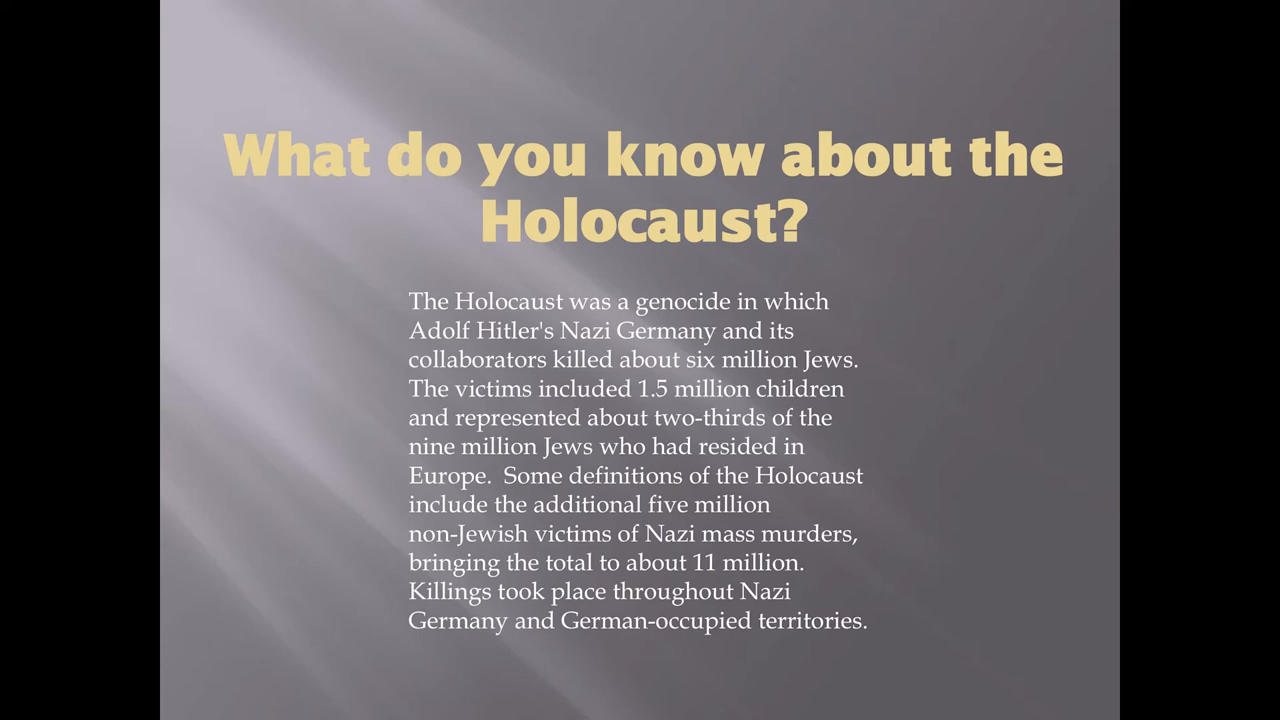 What do you know about the
Holocaust?
The Holocaust was a genocide in which
Adolf Hitler's Nazi Germany and its
collaborators killed about six million Jews.
The victims included 1.5 million children
and represented about two-thirds of the
nine million Jews who had resided in
Europe.  Some definitions of the Holocaust
include the additional five million
non-Jewish victims of Nazi mass murders,
bringing the total to about 11 million.
Killings took place throughout Nazi
Germany and German-occupied territories.